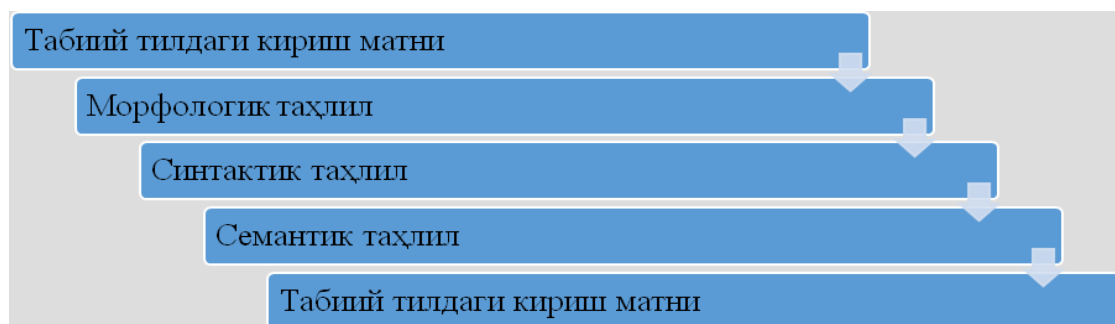 Табиий тилдаги кириш матни
Морфологик таҳлил
Синтактик таҳлил
Семантик таҳлил
Табиий тилдаги кириш матни